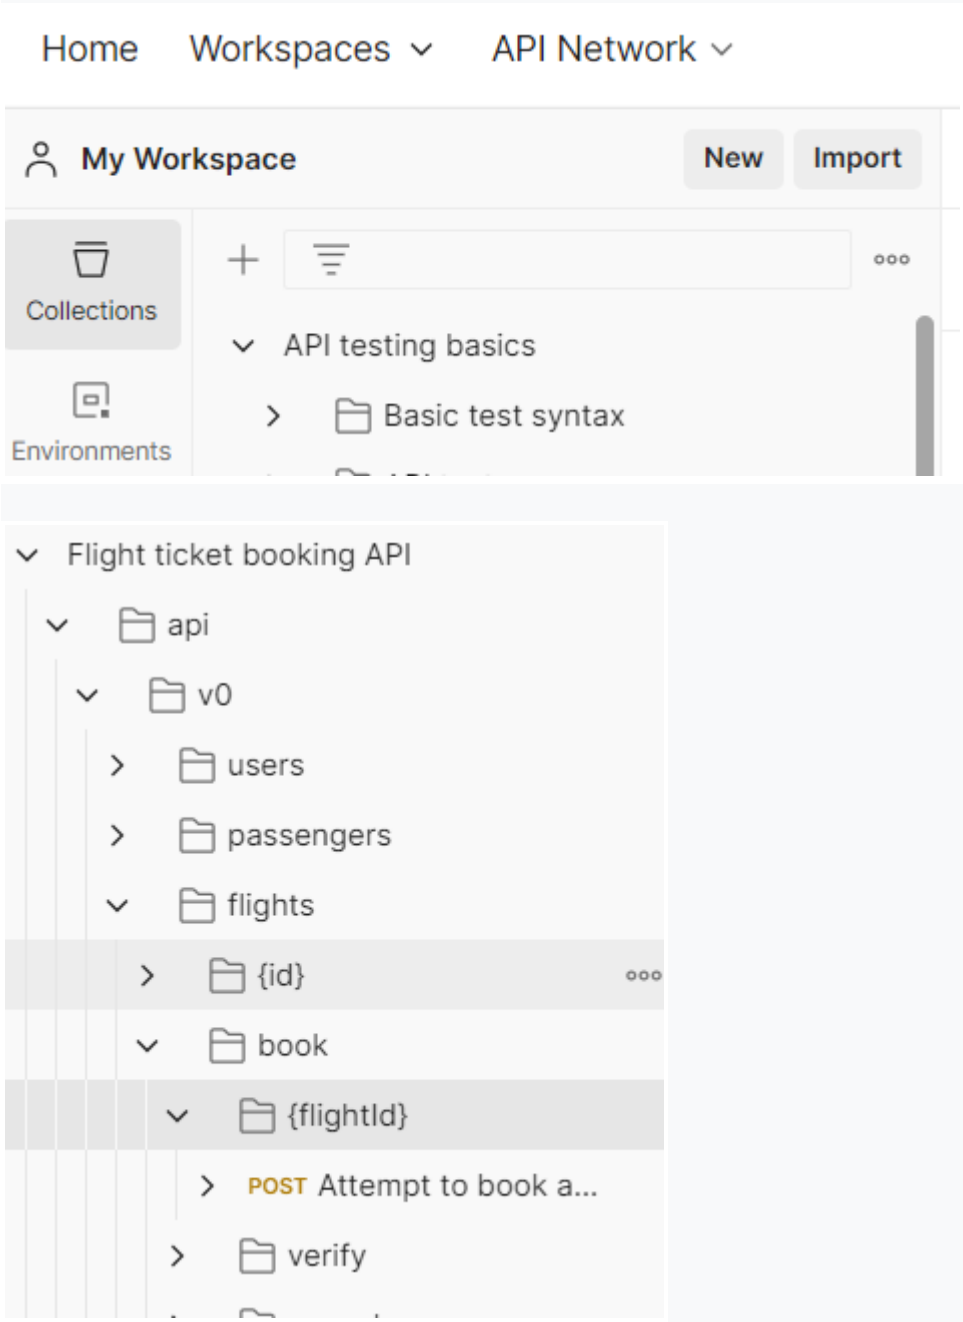 Home Workspaces API Network
My Workspace New Import
Collections
API testing basics
Basic test syntax
Environments
Flight ticket booking API
api
v0
users
passengers
flights
{id}
book
{flightId}
POST Attempt to book a...
verify